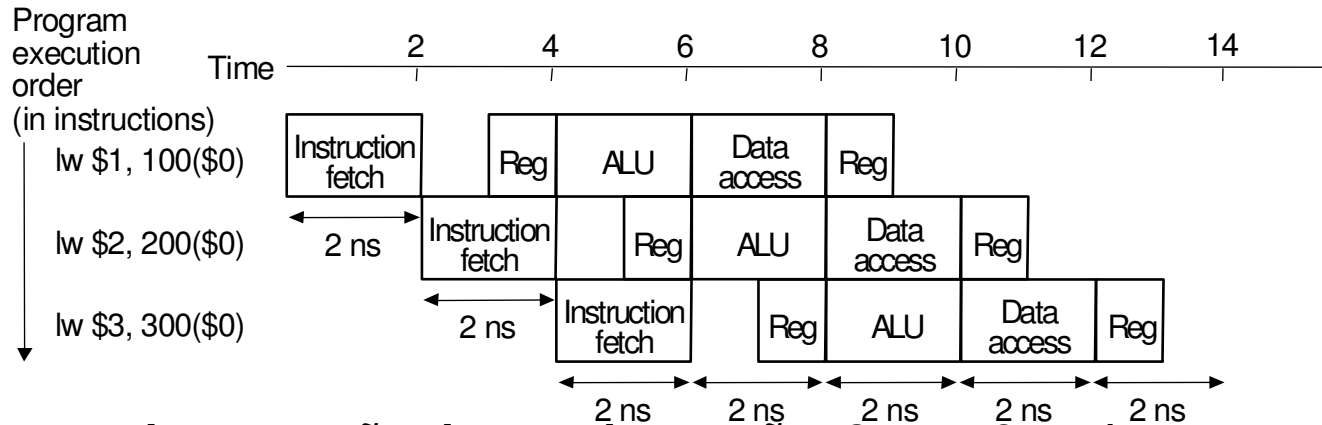 Program
execution
order
(in instructions)
Time
2 4 6 8 10 12 14
lw $1, 100($0)
Instruction
fetch
Reg
ALU
Data
access
Reg
2 ns
lw $2, 200($0)
Instruction
fetch
Reg
ALU
Data
access
Reg
2 ns
lw $3, 300($0)
Instruction
fetch
Reg
ALU
Data
access
Reg
2 ns 2 ns 2 ns 2 ns 2 ns